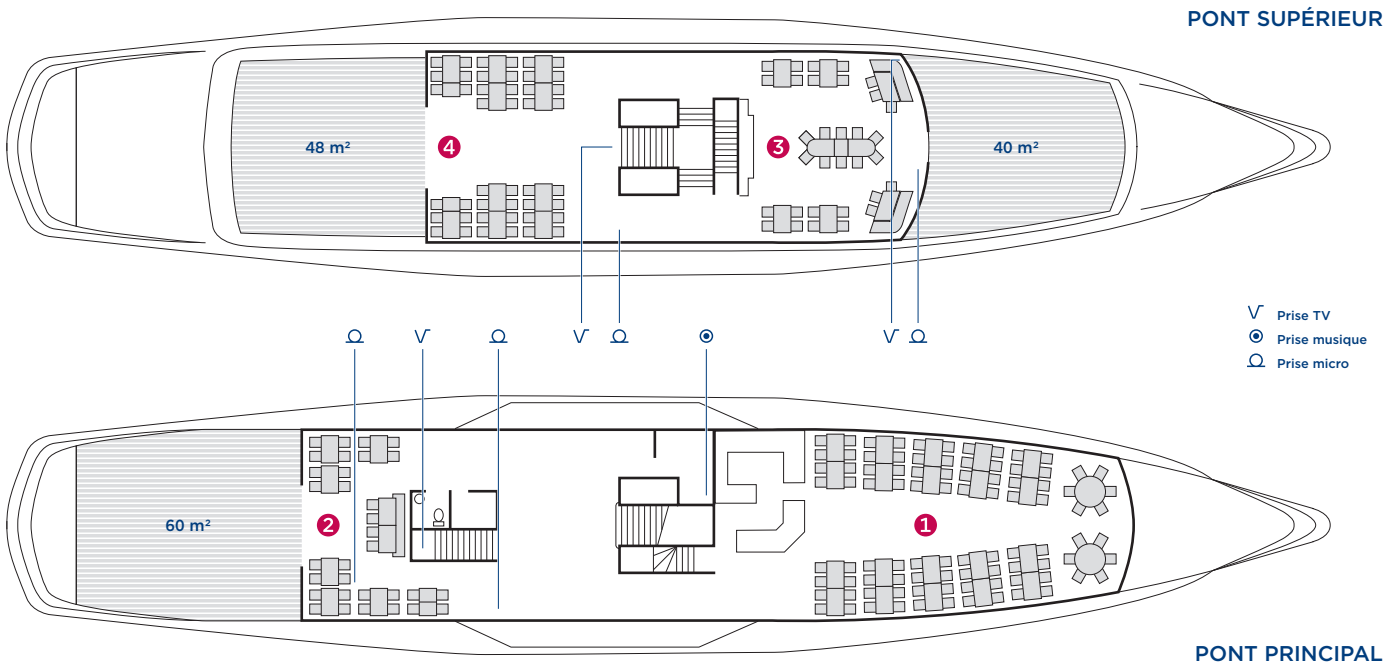 PONT SUPÉRIEUR
48 m²
4
3
40 m²
Prise TV
Prise musique
Prise micro
60 m²
2
1
PONT PRINCIPAL